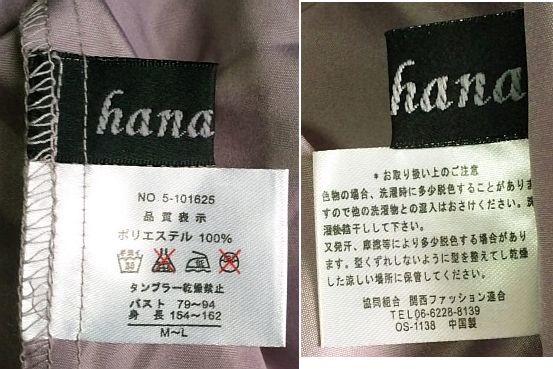 hana
NO 5-101625
品質表示
ポリエステル 100%
タンブラー乾燥禁止
バスト 79~94
身長 154~162
M~L
hana
* お取り扱い上のご注意
色物の場合、洗濯時に多少脱色することがありま
すので他の洗濯物との混入はおさけください。洗
濯後陰干しして下さい。
又発汗、摩擦等により多少脱色する場合があり
ます。型くずれしないように型を整えてし乾燥
した涼しい場所に保管してください。
協同組合 関西ファッション連合
TEL06-6228-8139
OS-1138 中国製